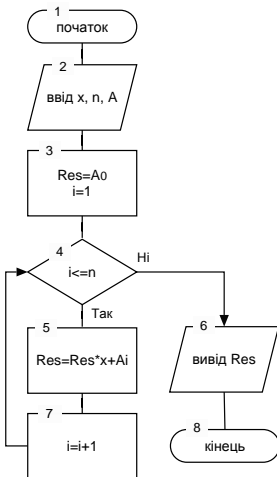 1
початок
2
ввід x, n, A
3
Res=A0
i=1
4
i<=n
Ні
Так
5
Res=Res*x+Ai
6
вивід Res
7
i=i+1
8
кінець